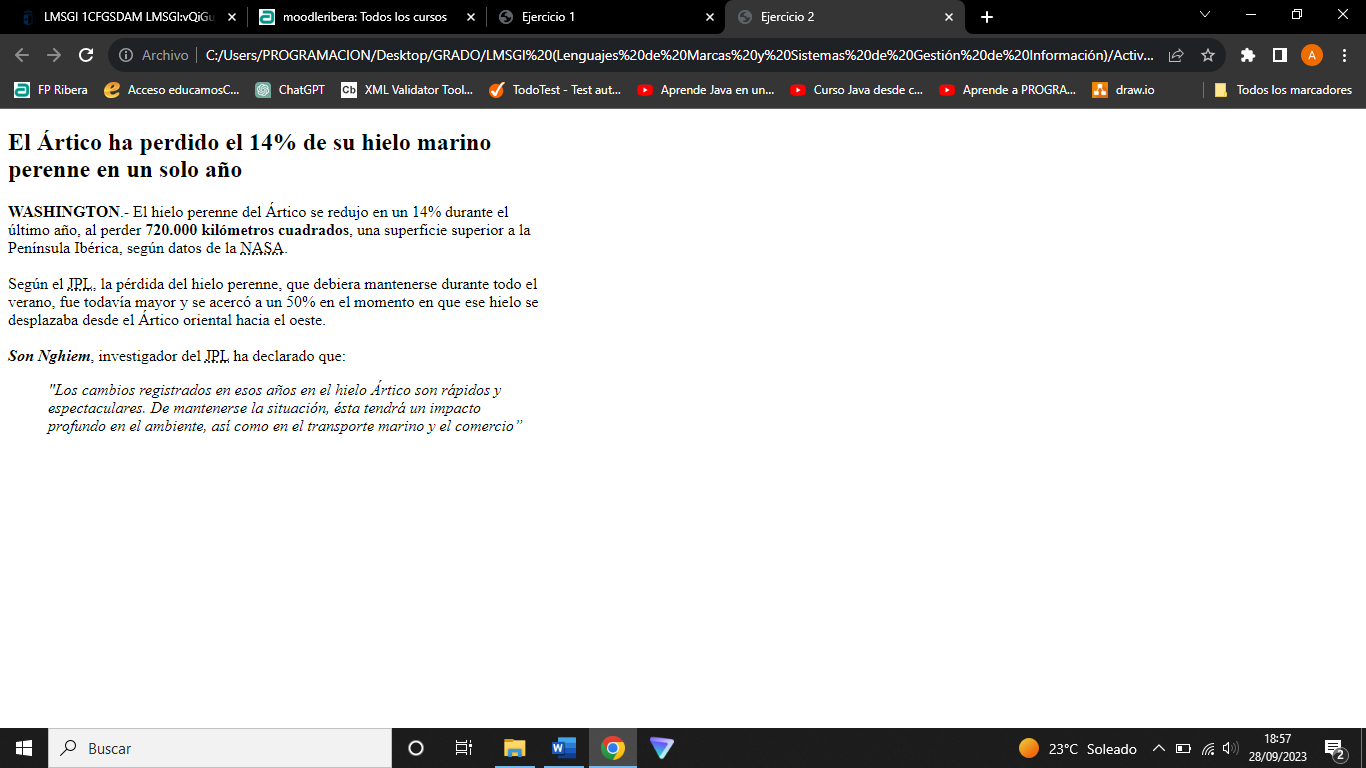 LMSGI 1CFGSDAM LMSGI:vQiGu
moodleribera: Todos los cursos
Ejercicio 1
Ejercicio 2
Archivo
C:/Users/PROGRAMACION/Desktop/GRADO/LMSGI%20(Lenguajes%20de%20Marcas%20y%20Sistemas%20de%20Gestión%20de%20Información)/Activ...
A
FP Ribera
Acceso educamosC...
ChatGPT
Cb
XML Validator Tool...
TodoTest - Test aut...
Aprende Java en un...
Curso Java desde c...
Aprende a PROGRA...
draw.io
Todos los marcadores
El Ártico ha perdido el 14% de su hielo marino
perenne en un solo año
WASHINGTON.- El hielo perenne del Ártico se redujo en un 14% durante el
último año, al perder 720.000 kilómetros cuadrados, una superficie superior a la
Península Ibérica, según datos de la NASA.
Según el JPL, la pérdida del hielo perenne, que debiera mantenerse durante todo el
verano, fue todavía mayor y se acercó a un 50% en el momento en que ese hielo se
desplazaba desde el Ártico oriental hacia el oeste.
Son Nghiem, investigador del JPL ha declarado que:
"Los cambios registrados en esos años en el hielo Ártico son rápidos y
espectaculares. De mantenerse la situación, ésta tendrá un impacto
profundo en el ambiente, así como en el transporte marino y el comercio”
Buscar
W
23°C Soleado
18:57
28/09/2023
2